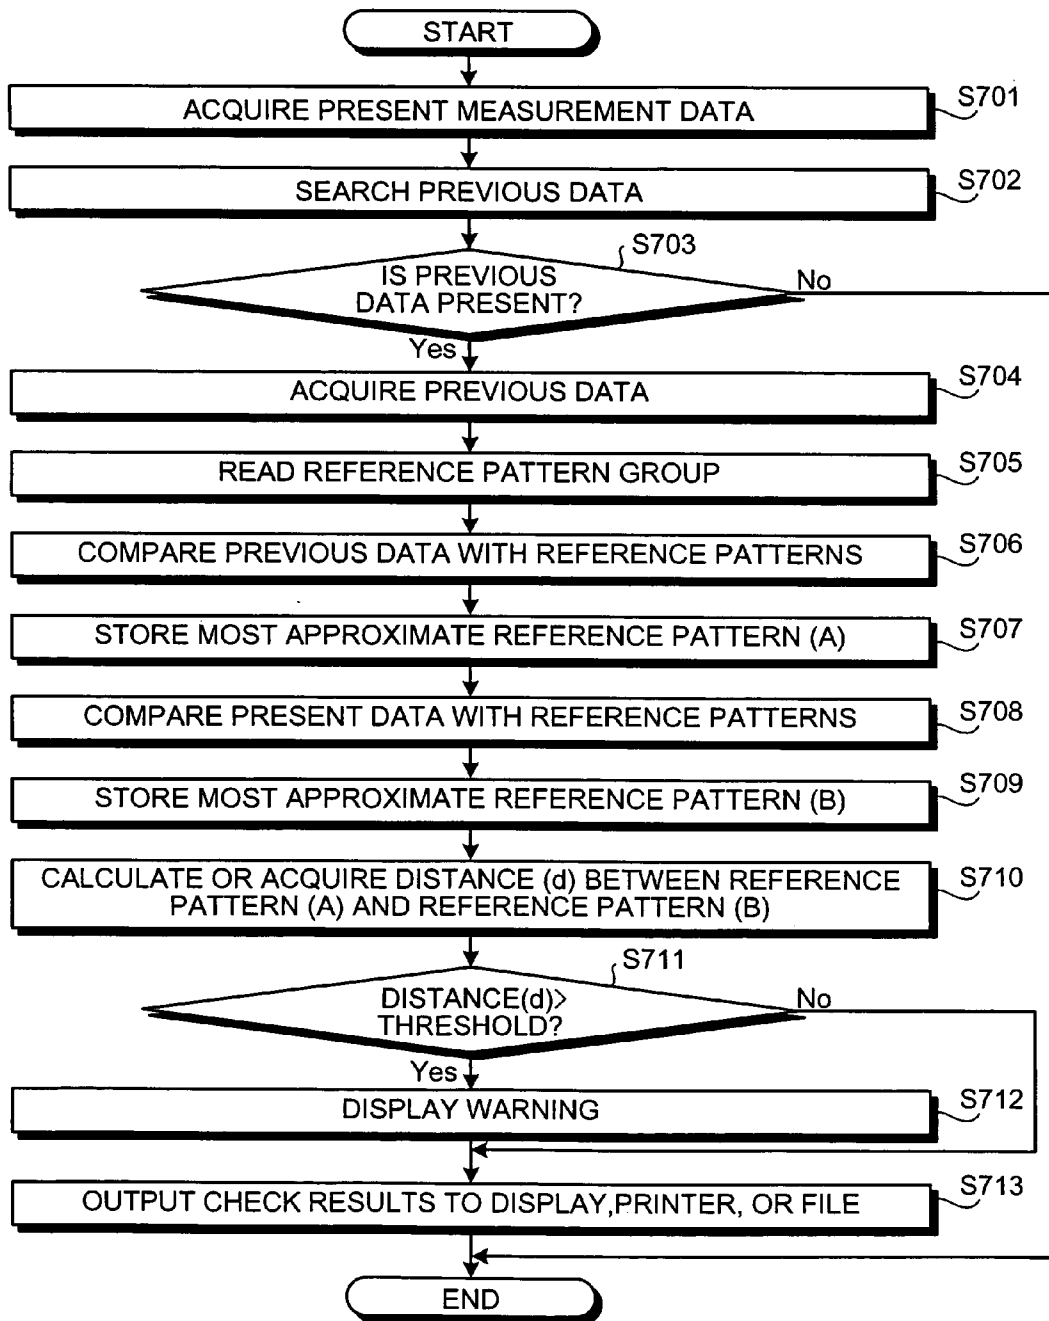 START
ACQUIRE PRESENT MEASUREMENT DATA
S701
SEARCH PREVIOUS DATA
S702
S703
IS PREVIOUS
DATA PRESENT?
No
Yes
ACQUIRE PREVIOUS DATA
S704
READ REFERENCE PATTERN GROUP
S705
COMPARE PREVIOUS DATA WITH REFERENCE PATTERNS
S706
STORE MOST APPROXIMATE REFERENCE PATTERN (A)
S707
COMPARE PRESENT DATA WITH REFERENCE PATTERNS
S708
STORE MOST APPROXIMATE REFERENCE PATTERN (B)
S709
CALCULATE OR ACQUIRE DISTANCE (d) BETWEEN REFERENCE
PATTERN (A) AND REFERENCE PATTERN (B)
S710
S711
DISTANCE(d)>
THRESHOLD?
No
Yes
DISPLAY WARNING
S712
OUTPUT CHECK RESULTS TO DISPLAY,PRINTER, OR FILE
S713
END